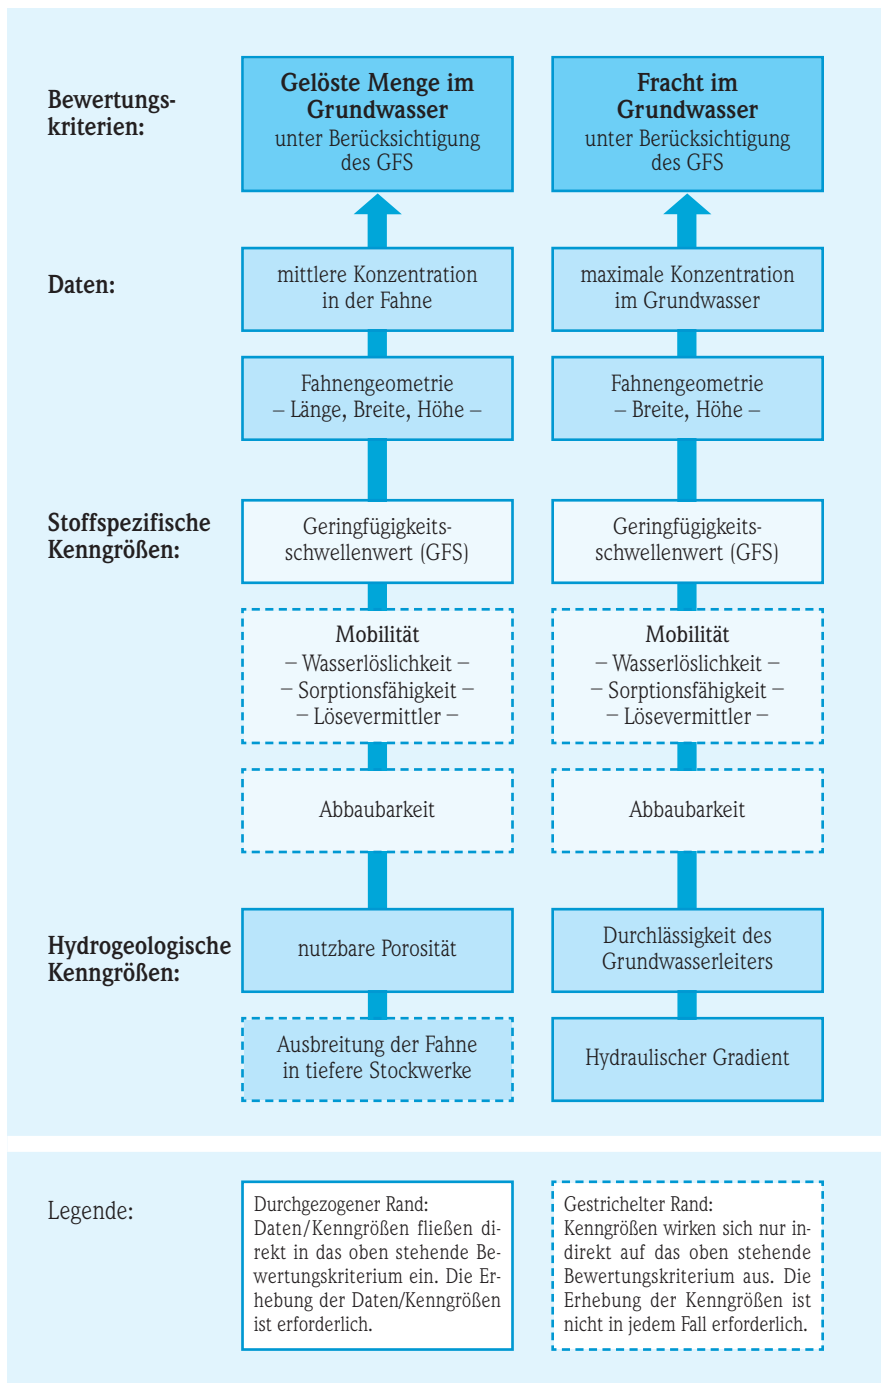 Bewertungs-
kriterien:
Gelöste Menge im
Grundwasser
unter Berücksichtigung
des GFS
Fracht im
Grundwasser
unter Berücksichtigung
des GFS
Daten:
mittlere Konzentration
in der Fahne
maximale Konzentration
im Grundwasser
Fahnengeometrie
– Länge, Breite, Höhe –
Fahnengeometrie
– Breite, Höhe –
Stoffspezifische
Kenngrößen:
Geringfügigkeits-
schwellenwert (GFS)
Geringfügigkeits-
schwellenwert (GFS)
Mobilität
– Wasserlöslichkeit –
– Sorptionsfähigkeit –
– Lösevermittler –
Mobilität
– Wasserlöslichkeit –
– Sorptionsfähigkeit –
– Lösevermittler –
Abbaubarkeit
Abbaubarkeit
Hydrogeologische
Kenngrößen:
nutzbare Porosität
Durchlässigkeit des
Grundwasserleiters
Ausbreitung der Fahne
in tiefere Stockwerke
Hydraulischer Gradient
Legende:
Durchgezogener Rand:
Daten/Kenngrößen fließen di-
rekt in das oben stehende Be-
wertungskriterium ein. Die Er-
hebung der Daten/Kenngrößen
ist erforderlich.
Gestrichelter Rand:
Kenngrößen wirken sich nur in-
direkt auf das oben stehende
Bewertungskriterium aus. Die
Erhebung der Kenngrößen ist
nicht in jedem Fall erforderlich.